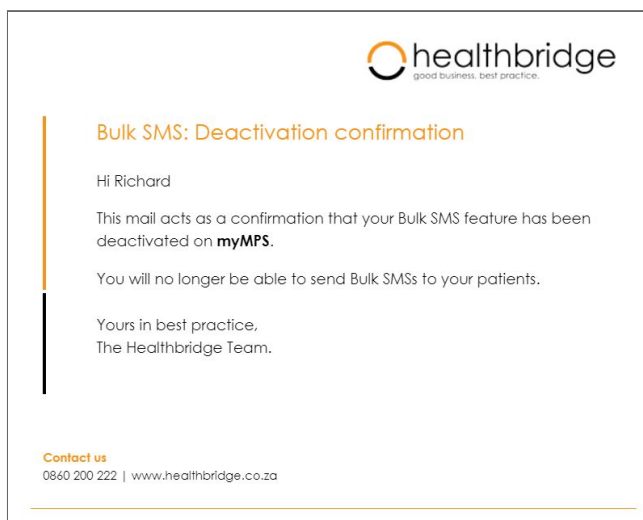 healthbridge
good business. best practice.
Bulk SMS: Deactivation confirmation
Hi Richard
This mail acts as a confirmation that your Bulk SMS feature has been
deactivated on myMPS.
You will no longer be able to send Bulk SMSs to your patients.
Yours in best practice,
The Healthbridge Team.
Contact us
0860 200 222 | www.healthbridge.co.za